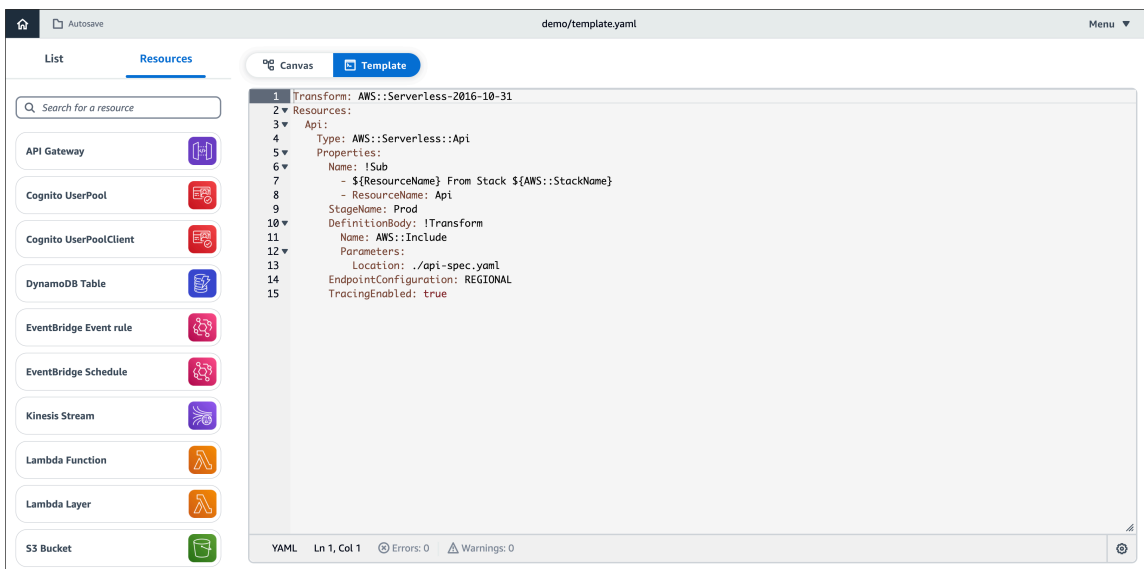 Autosave
demo/template.yaml
Menu
List
Resources
Canvas
Template
Search for a resource
API Gateway
Cognito UserPool
Cognito UserPoolClient
DynamoDB Table
EventBridge Event rule
EventBridge Schedule
Kinesis Stream
Lambda Function
Lambda Layer
S3 Bucket
1 Transform: AWS::Serverless-2016-10-31
2 Resources:
3   Api:
4     Type: AWS::Serverless::Api
5     Properties:
6       Name: !Sub
7         - ${ResourceName} From Stack ${AWS::StackName}
8         - ResourceName: Api
9       StageName: Prod
10       DefinitionBody: !Transform
11         Name: AWS::Include
12         Parameters:
13           Location: ./api-spec.yaml
14       EndpointConfiguration: REGIONAL
15       TracingEnabled: true
YAML Ln 1, Col 1 Errors: 0 Warnings: 0